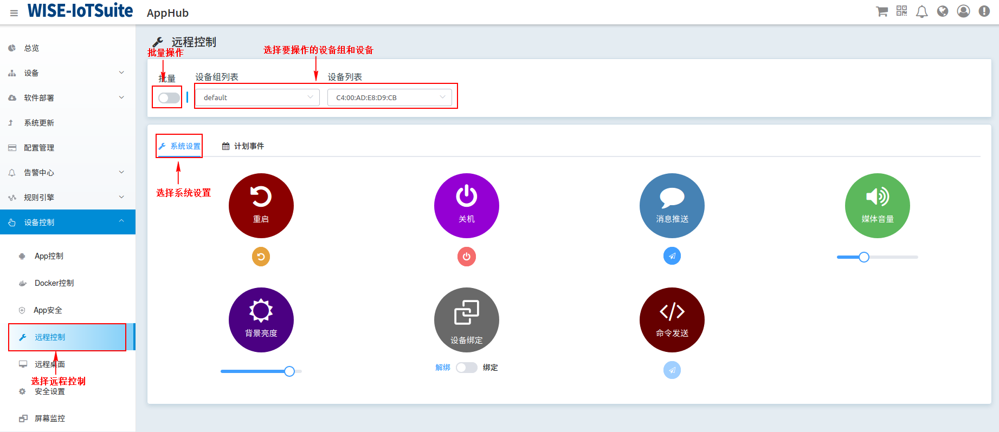 WISE-IoTSuite AppHub
总览
设备
软件部署
系统更新
配置管理
告警中心
规则引擎
设备控制
App控制
Docker控制
App安全
远程控制
远程桌面
选择远程控制
安全设置
屏幕监控
远程控制
批量操作
选择要操作的设备组和设备
批量
设备组列表
设备列表
default
C4:00:AD:E8:D9:CB
系统设置
计划事件
选择系统设置
重启
关机
消息推送
媒体音量
背景亮度
设备绑定
命令发送
解绑
绑定